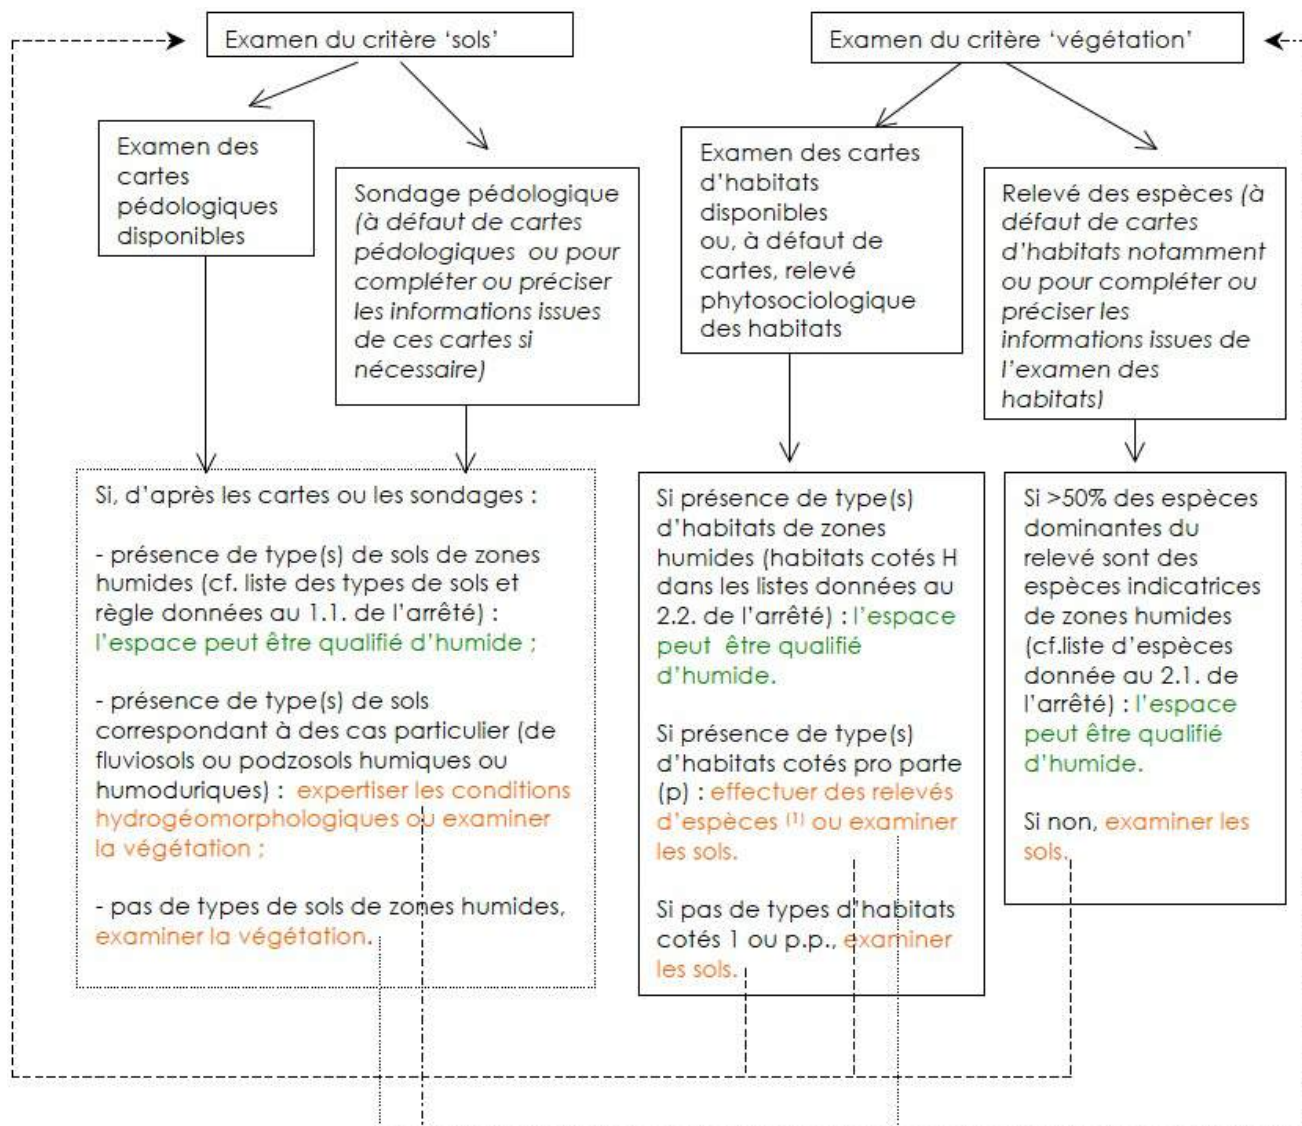 Examen du critère ‘sols’
Examen des
cartes
pédologiques
disponibles
Sondage pédologique
(à défaut de cartes
pédologiques ou pour
compléter ou préciser
les informations issues
de ces cartes si
nécessaire)
Si, d’après les cartes ou les sondages :
- présence de type(s) de sols de zones
humides (cf. liste des types de sols et
règle données au 1.1. de l’arrêté) :
l’espace peut être qualifié d’humide ;
- présence de type(s) de sols
correspondant à des cas particulier (de
fluviosols ou podzosols humiques ou
humoduriques) : expertiser les conditions
hydrogéomorphologiques ou examiner
la végétation ;
- pas de types de sols de zones humides,
examiner la végétation.
Examen du critère ‘végétation’
Examen des cartes
d’habitats
disponibles
ou, à défaut de
cartes, relevé
phytosociologique
des habitats
Relevé des espèces (à
défaut de cartes
d’habitats notamment
ou pour compléter ou
préciser les
informations issues de
l’examen des
habitats)
Si présence de type(s)
d’habitats de zones
humides (habitats cotés H
dans les listes données au
2.2. de l’arrêté) : l’espace
peut être qualifié
d’humide.
Si présence de type(s)
d’habitats cotés pro parte
(p) : effectuer des relevés
d’espèces (1) ou examiner
les sols.
Si pas de types d’habitats
cotés 1 ou p.p., examiner
les sols.
Si >50% des espèces
dominantes du
relevé sont des
espèces indicatrices
de zones humides
(cf.liste d’espèces
donnée au 2.1. de
l’arrêté) : l’espace
peut être qualifié
d’humide.
Si non, examiner les
sols.